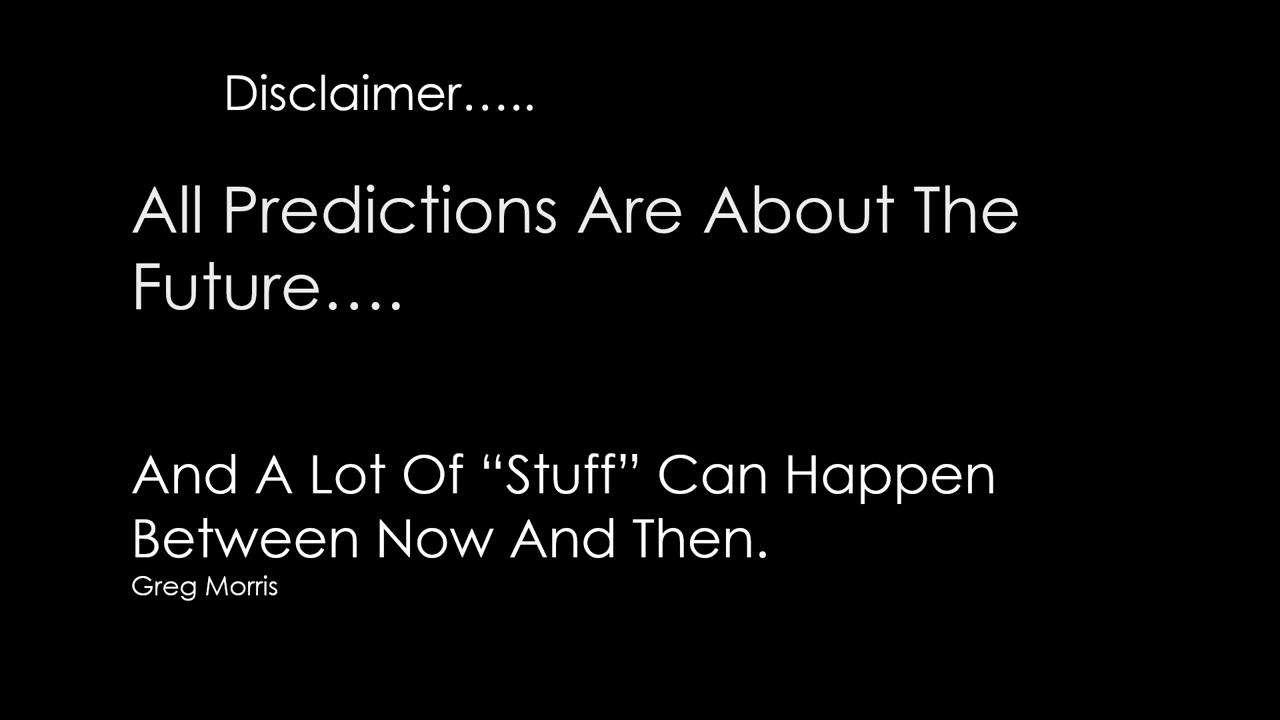 Disclaimer…..
All Predictions Are About The
Future….
And A Lot Of “Stuff” Can Happen
Between Now And Then.
Greg Morris